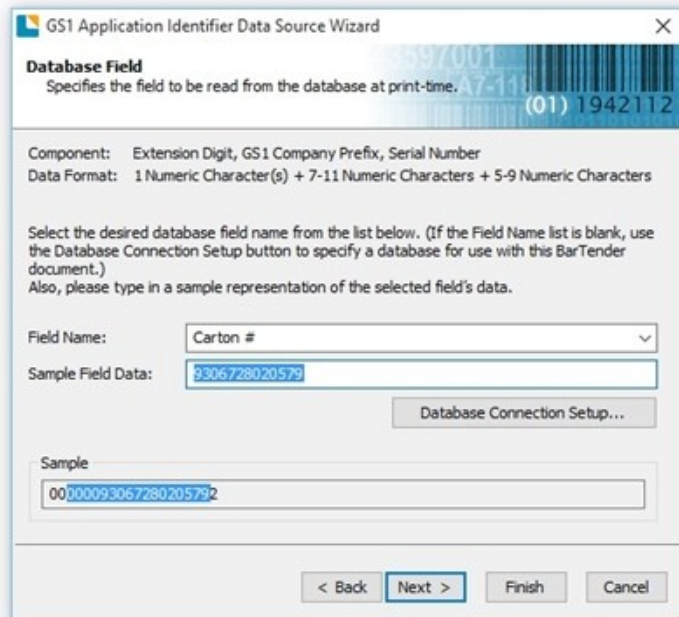 GS1 Application Identifier Data Source Wizard
Database Field
Specifies the field to be read from the database at print-time.
3597001
A7-11
(01) 1942112
Component: Extension Digit, GS1 Company Prefix, Serial Number
Data Format: 1 Numeric Character(s) + 7-11 Numeric Characters + 5-9 Numeric Characters
Select the desired database field name from the list below. (If the Field Name list is blank, use
the Database Connection Setup button to specify a database for use with this BarTender
document.)
Also, please type in a sample representation of the selected field's data.
Field Name: Carton #
Sample Field Data: 9306728020579
Database Connection Setup...
Sample
00000093067280205792
< Back Next > Finish Cancel